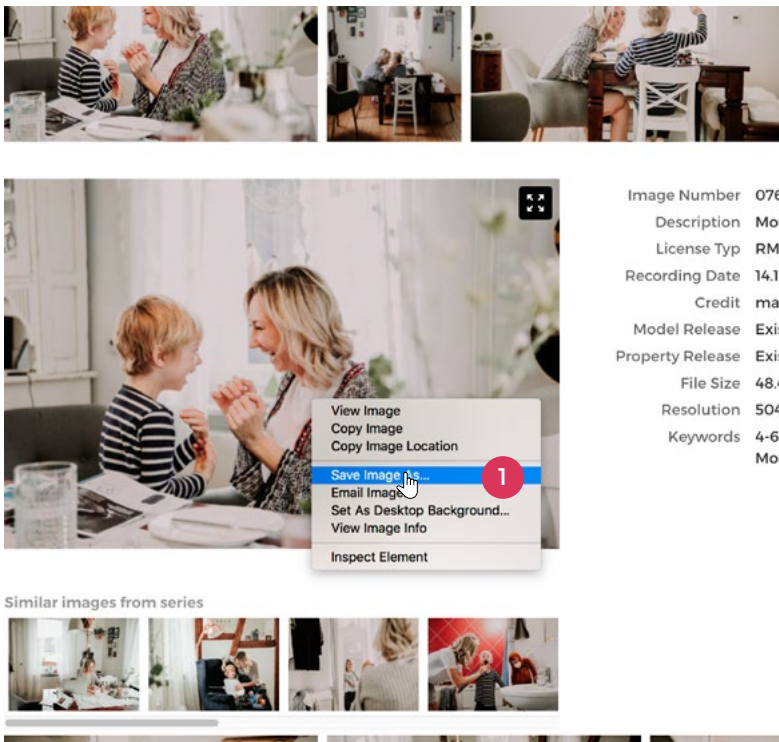 Image Number 076
Description Mo
License Typ RM
Recording Date 14.1
Credit ma
Model Release Exi
Property Release Exi
File Size 48.4
Resolution 504
Keywords 4-6
Mo
View Image
Copy Image
Copy Image Location
Save Image As...
1
Email Image
Set As Desktop Background...
View Image Info
Inspect Element
Similar images from series